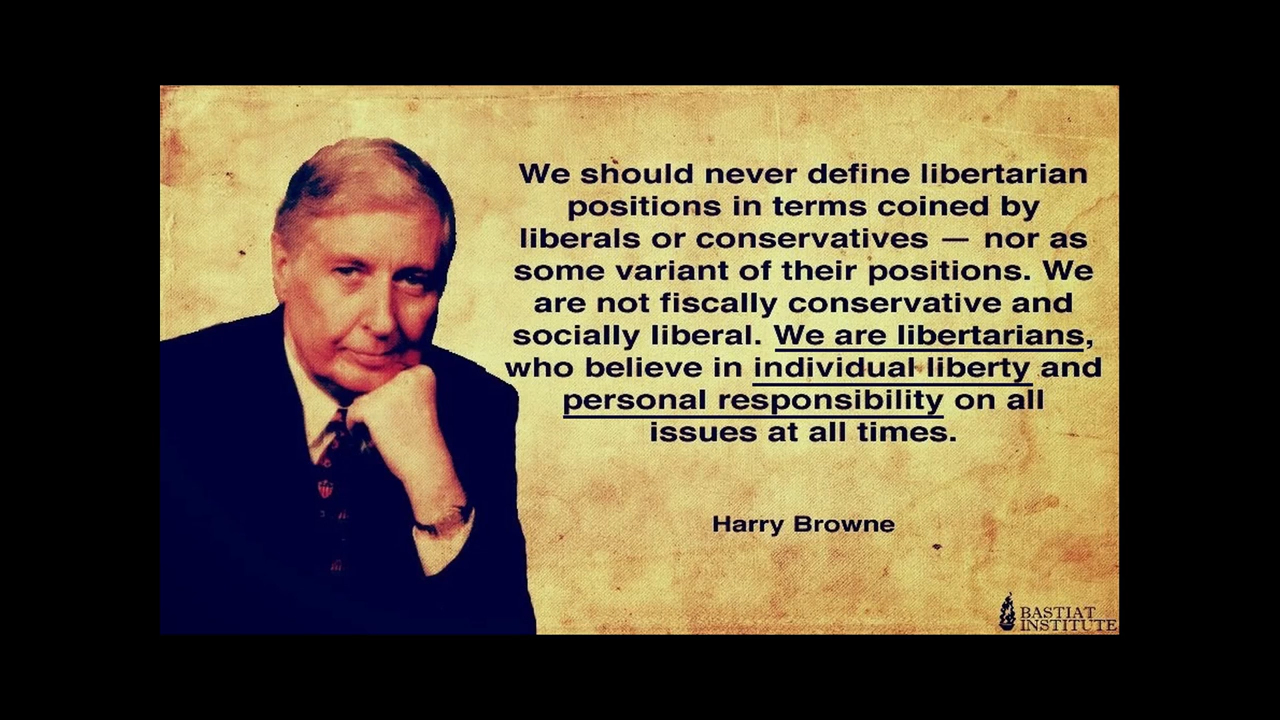 We should never define libertarian
positions in terms coined by
liberals or conservatives — nor as
some variant of their positions. We
are not fiscally conservative and
socially liberal. We are libertarians,
who believe in individual liberty and
personal responsibility on all
issues at all times.
Harry Browne
BASTIAT
INSTITUTE